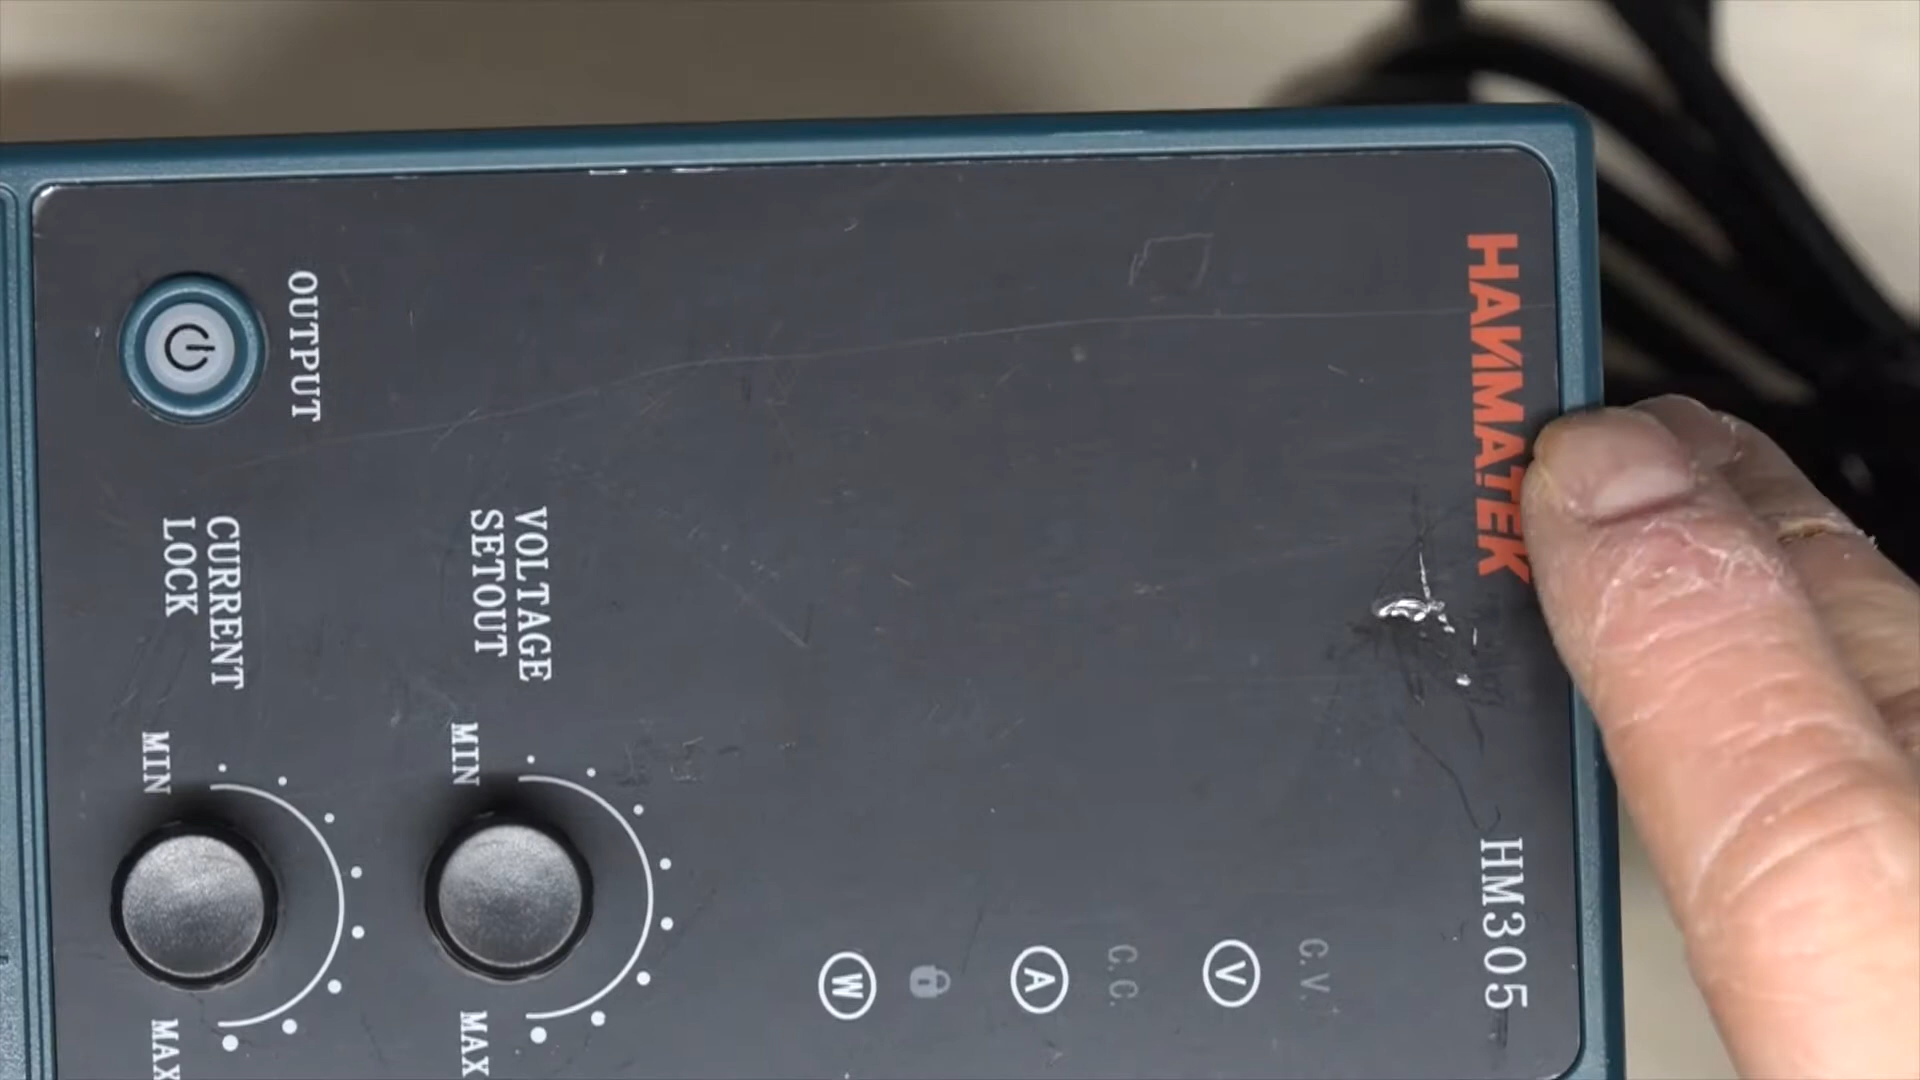 HANMATEK
HM305
C.V.
V
C.C.
A
W
VOLTAGE
SETOUT
MIN
MAX
OUTPUT
CURRENT
LOCK
MIN
MAX